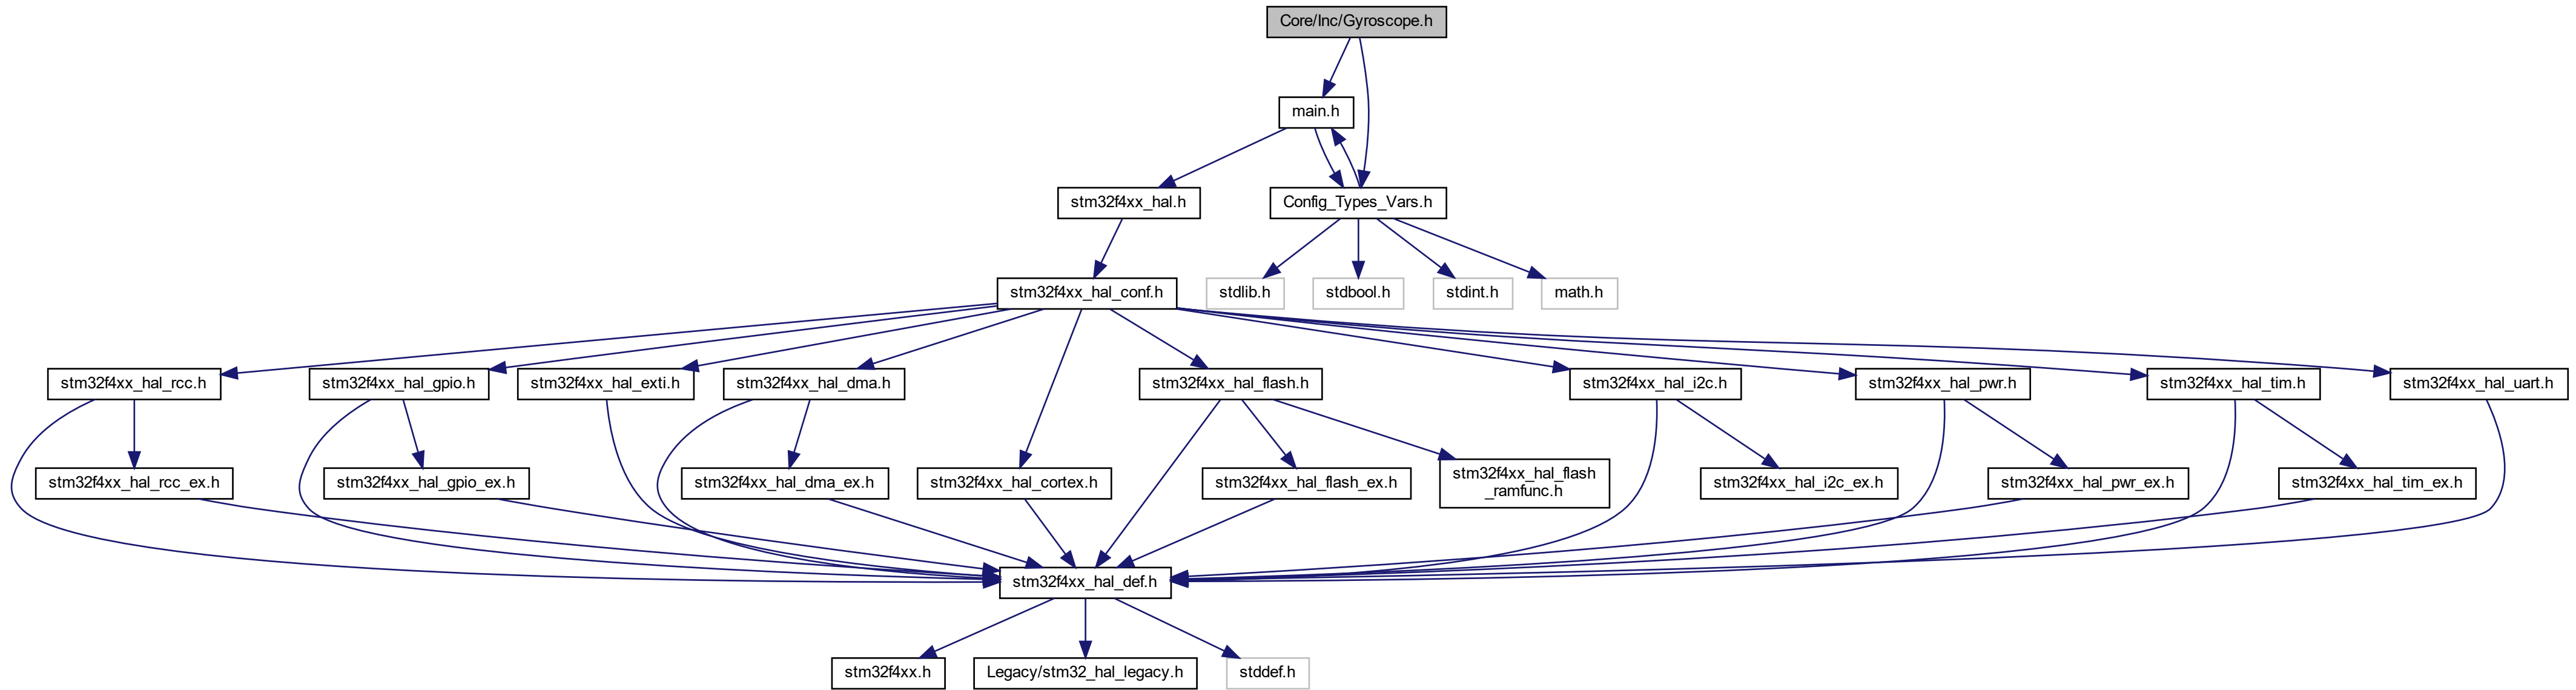 Core/Inc/Gyroscope.h
main.h
stm32f4xx_hal.h
Config_Types_Vars.h
stm32f4xx_hal_conf.h
stdlib.h
stdbool.h
stdint.h
math.h
stm32f4xx_hal_rcc.h
stm32f4xx_hal_gpio.h
stm32f4xx_hal_exti.h
stm32f4xx_hal_dma.h
stm32f4xx_hal_flash.h
stm32f4xx_hal_i2c.h
stm32f4xx_hal_pwr.h
stm32f4xx_hal_tim.h
stm32f4xx_hal_uart.h
stm32f4xx_hal_rcc_ex.h
stm32f4xx_hal_gpio_ex.h
stm32f4xx_hal_dma_ex.h
stm32f4xx_hal_cortex.h
stm32f4xx_hal_flash_ex.h
stm32f4xx_hal_flash
_ramfunc.h
stm32f4xx_hal_i2c_ex.h
stm32f4xx_hal_pwr_ex.h
stm32f4xx_hal_tim_ex.h
stm32f4xx_hal_def.h
stm32f4xx.h
Legacy/stm32_hal_legacy.h
stddef.h